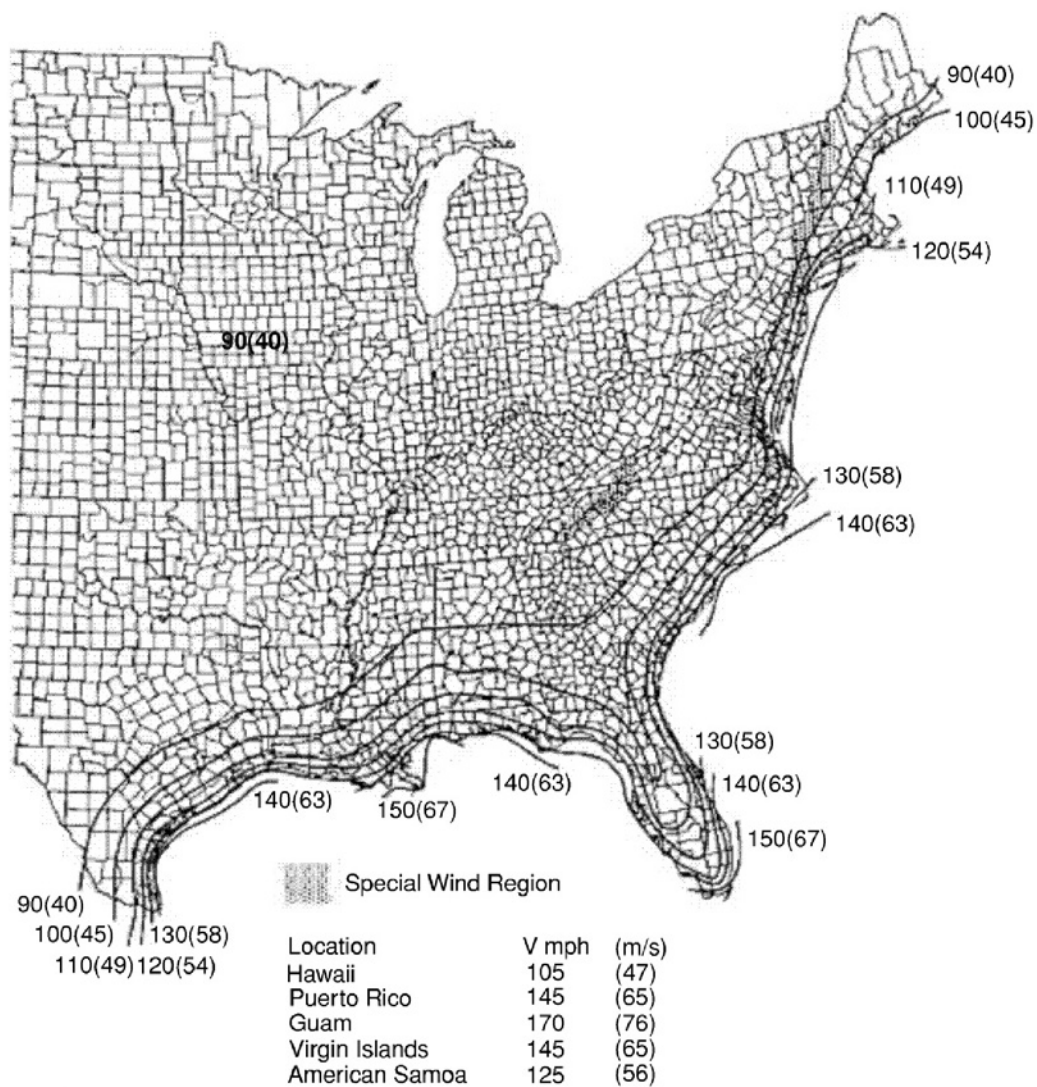 90(40)
100(45)
110(49)
120(54)
90(40)
130(58)
140(63)
130(58)
140(63)
140(63)
140(63)
150(67)
150(67)
Special Wind Region
90(40)
100(45) 130(58)
110(49) 120(54)
Location V mph (m/s)
Hawaii 105 (47)
Puerto Rico 145 (65)
Guam 170 (76)
Virgin Islands 145 (65)
American Samoa 125 (56)